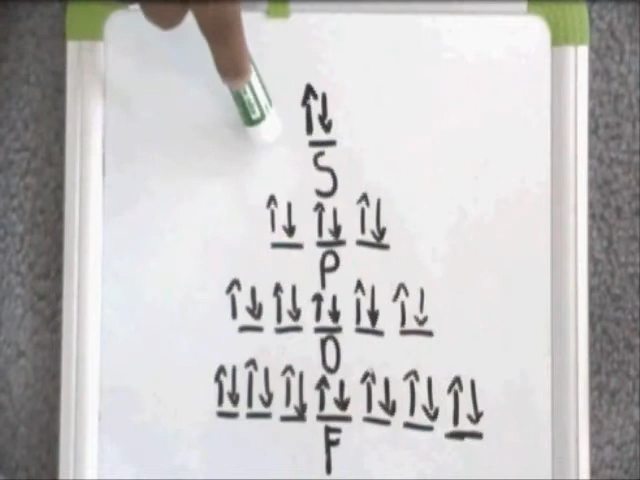 ↑↓
S
↑↓ ↑↓ ↑↓
P
↑↓ ↑↓ ↑↓ ↑↓ ↑↓
D
↑↓ ↑↓ ↑↓ ↑↓ ↑↓ ↑↓ ↑↓
F